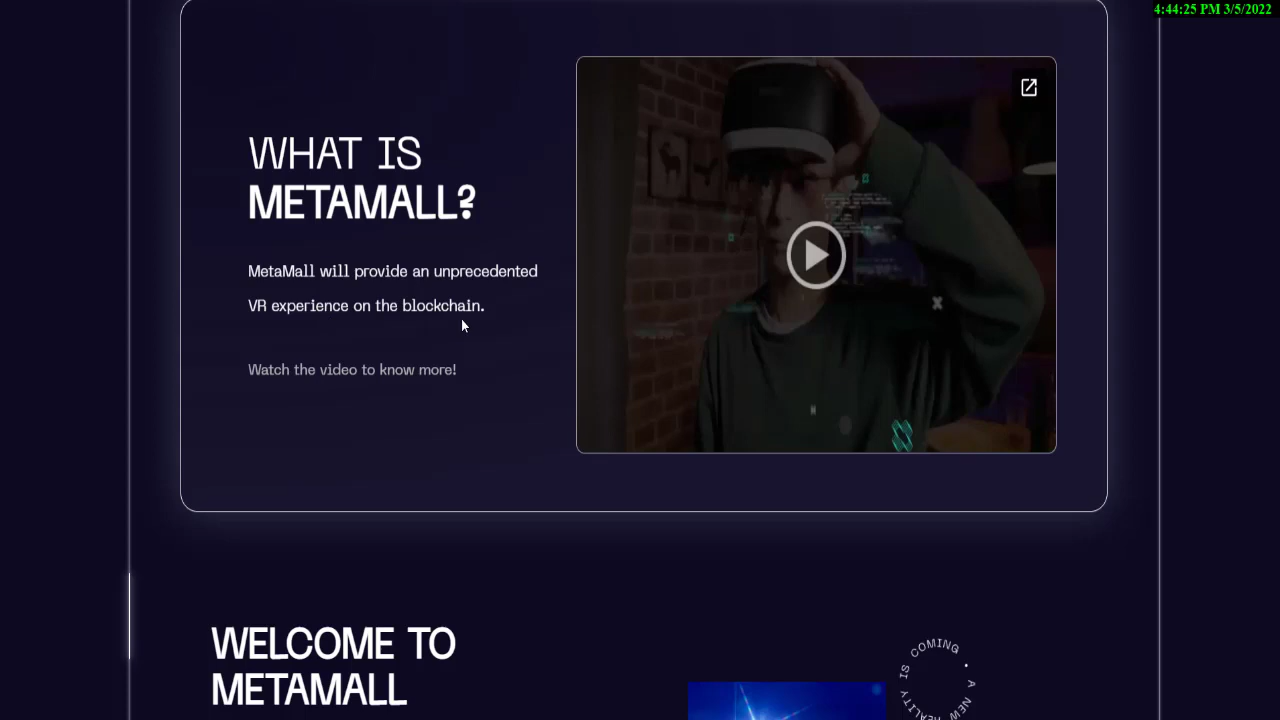 4:44:25 PM 3/5/2022
WHAT IS
METAMALL?
MetaMall will provide an unprecedented
VR experience on the blockchain.
Watch the video to know more!
WELCOME TO
METAMALL
IS COMING • A NEW REALITY